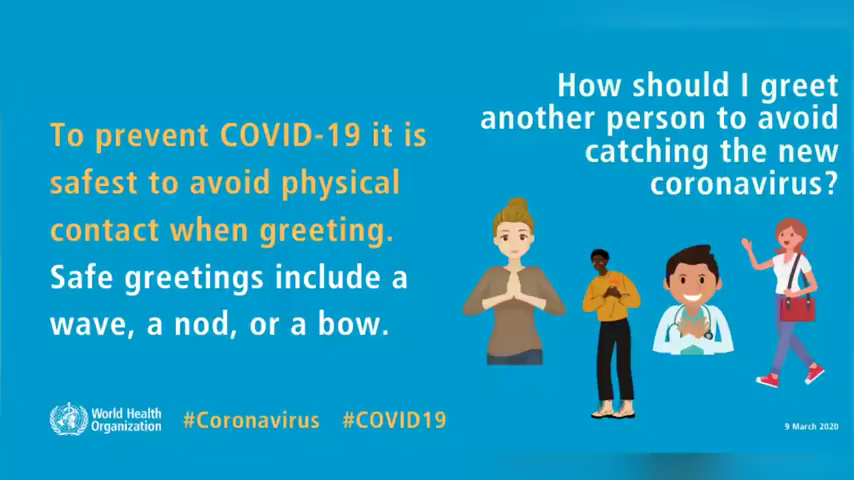 To prevent COVID-19 it is
safest to avoid physical
contact when greeting.
Safe greetings include a
wave, a nod, or a bow.
How should I greet
another person to avoid
catching the new
coronavirus?
World Health
Organization
#Coronavirus #COVID19
9 March 2020